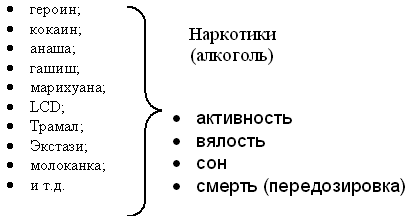 героин;
кокаин;
анаша;
гашиш;
марихуана;
LCD;
Трамал;
Экстази;
молоканка;
и т.д.
Наркотики
(алкоголь)
активность
вялость
сон
смерть (передозировка)